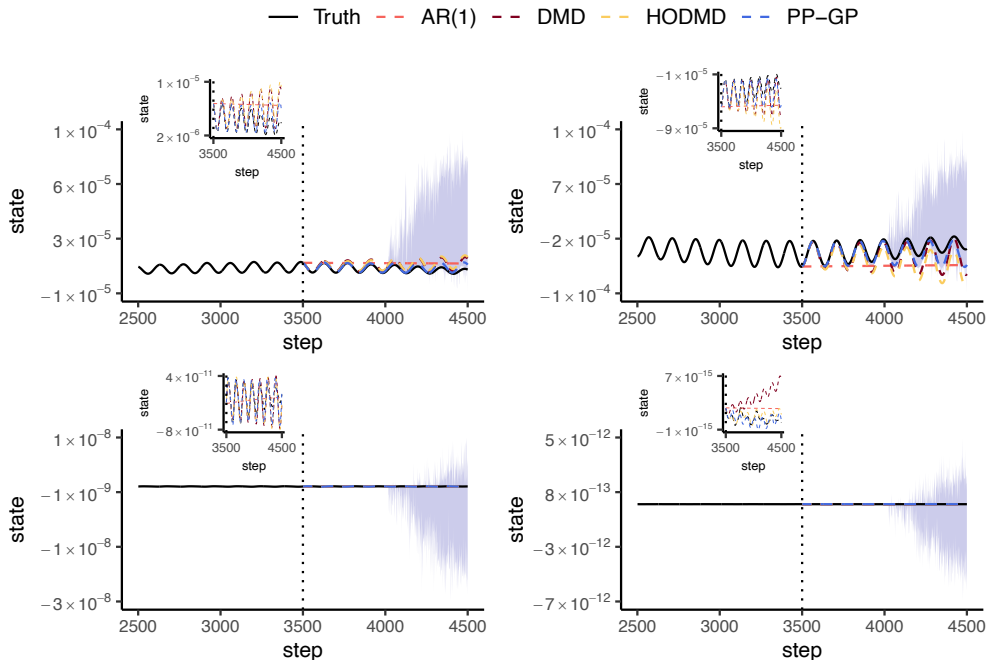 Truth AR(1) DMD HODMD PP−GP
1 × 10⁻⁵
2 × 10⁻⁶
state
3500 4500
step
1 × 10⁻⁴
6 × 10⁻⁵
3 × 10⁻⁵
−1 × 10⁻⁵
state
2500 3000 3500 4000 4500
step
−1 × 10⁻⁵
−9 × 10⁻⁵
state
3500 4500
step
1 × 10⁻⁴
7 × 10⁻⁵
−2 × 10⁻⁵
−1 × 10⁻⁴
state
2500 3000 3500 4000 4500
step
4 × 10⁻¹¹
−8 × 10⁻¹¹
state
3500 4500
step
1 × 10⁻⁸
−1 × 10⁻⁹
−1 × 10⁻⁸
−3 × 10⁻⁸
state
2500 3000 3500 4000 4500
step
7 × 10⁻¹⁵
−1 × 10⁻¹⁵
state
3500 4500
step
5 × 10⁻¹²
8 × 10⁻¹³
−3 × 10⁻¹²
−7 × 10⁻¹²
state
2500 3000 3500 4000 4500
step